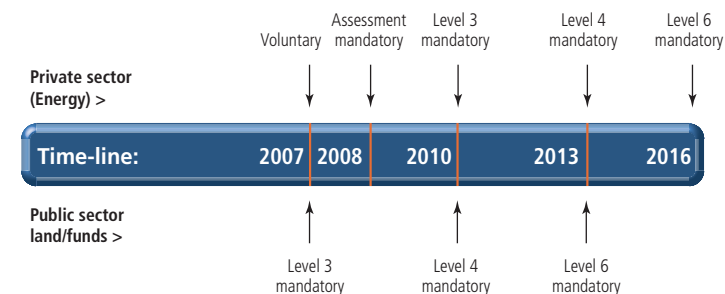 Voluntary
Assessment
mandatory
Level 3
mandatory
Level 4
mandatory
Level 6
mandatory
Private sector
(Energy) >
Time-line: 2007 2008 2010 2013 2016
Public sector
land/funds >
Level 3
mandatory
Level 4
mandatory
Level 6
mandatory